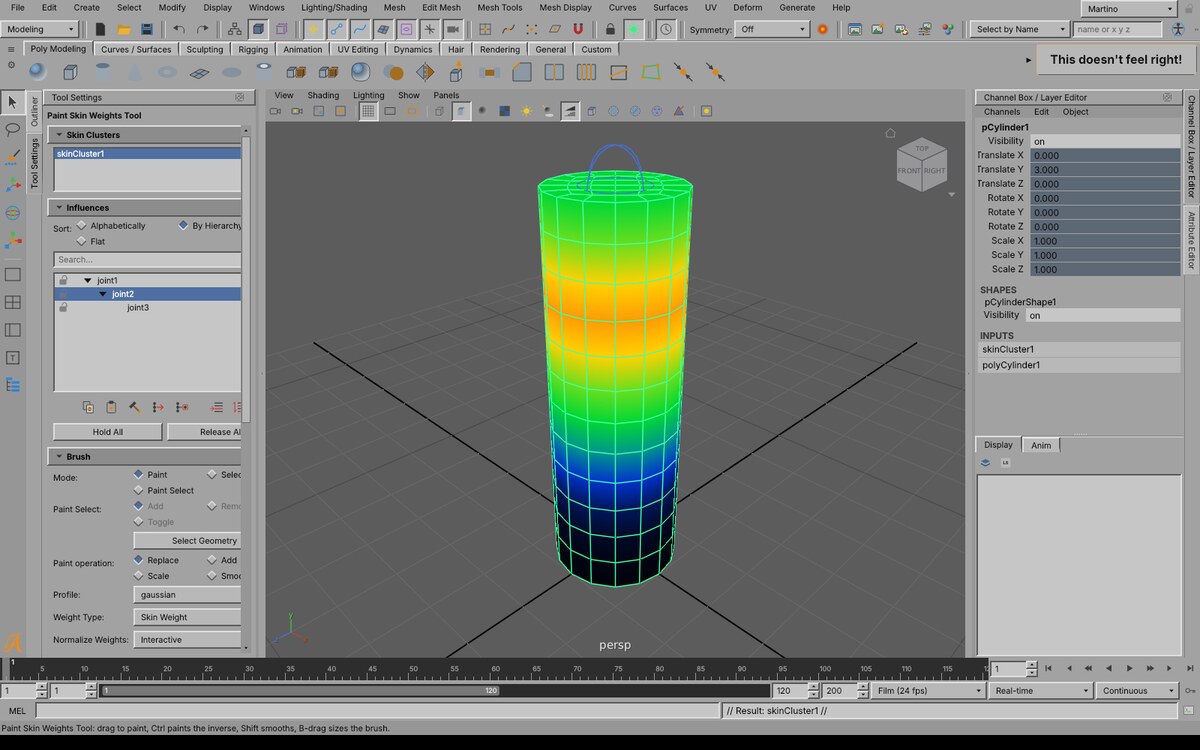 File Edit Create Select Modify Display Windows Lighting/Shading Mesh Edit Mesh Mesh Tools Mesh Display Curves Surfaces UV Deform Generate Help Martino
Modeling Symmetry: Off Select by Name name or x y z
Poly Modeling Curves / Surfaces Sculpting Rigging Animation UV Editing Dynamics Hair Rendering General Custom
This doesn't feel right!
Tool Settings
Paint Skin Weights Tool
Skin Clusters
skinCluster1
Influences
Sort: Alphabetically By Hierarchy
Flat
Search...
joint1
joint2
joint3
Hold All Release Al
Brush
Mode: Paint Selec
Paint Select
Paint Select: Add Remo
Toggle
Select Geometry
Paint operation: Replace Add
Scale Smoo
Profile: gaussian
Weight Type: Skin Weight
Normalize Weights: Interactive
Outliner
Tool Settings
View Shading Lighting Show Panels
TOP
FRONT RIGHT
Y
persp
Channel Box / Layer Editor
Channels Edit Object
pCylinder1
Visibility on
Translate X 0.000
Translate Y 3.000
Translate Z 0.000
Rotate X 0.000
Rotate Y 0.000
Rotate Z 0.000
Scale X 1.000
Scale Y 1.000
Scale Z 1.000
SHAPES
pCylinderShape1
Visibility on
INPUTS
skinCluster1
polyCylinder1
Display Anim
Channel Box / Layer Editor
Attribute Editor
1
5 10 15 20 25 30 35 40 45 50 55 60 65 70 75 80 85 90 95 100 105 110 115 1
1 1 1 120 120 200 Film (24 fps) Real-time Continuous
MEL // Result: skinCluster1 //
Paint Skin Weights Tool: drag to paint, Ctrl paints the inverse, Shift smooths, B-drag sizes the brush.